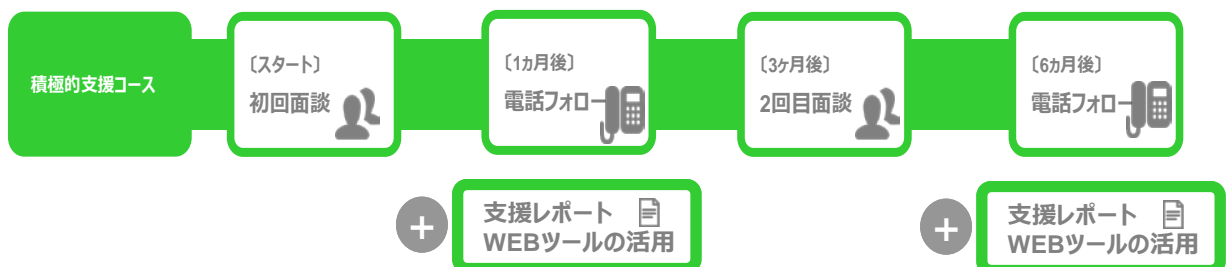 積極的支援コース
〔スタート〕
初回面談
〔1ヵ月後〕
電話フォロー
〔3ヶ月後〕
2回目面談
〔6ヵ月後〕
電話フォロー
+
支援レポート
WEBツールの活用
+
支援レポート
WEBツールの活用